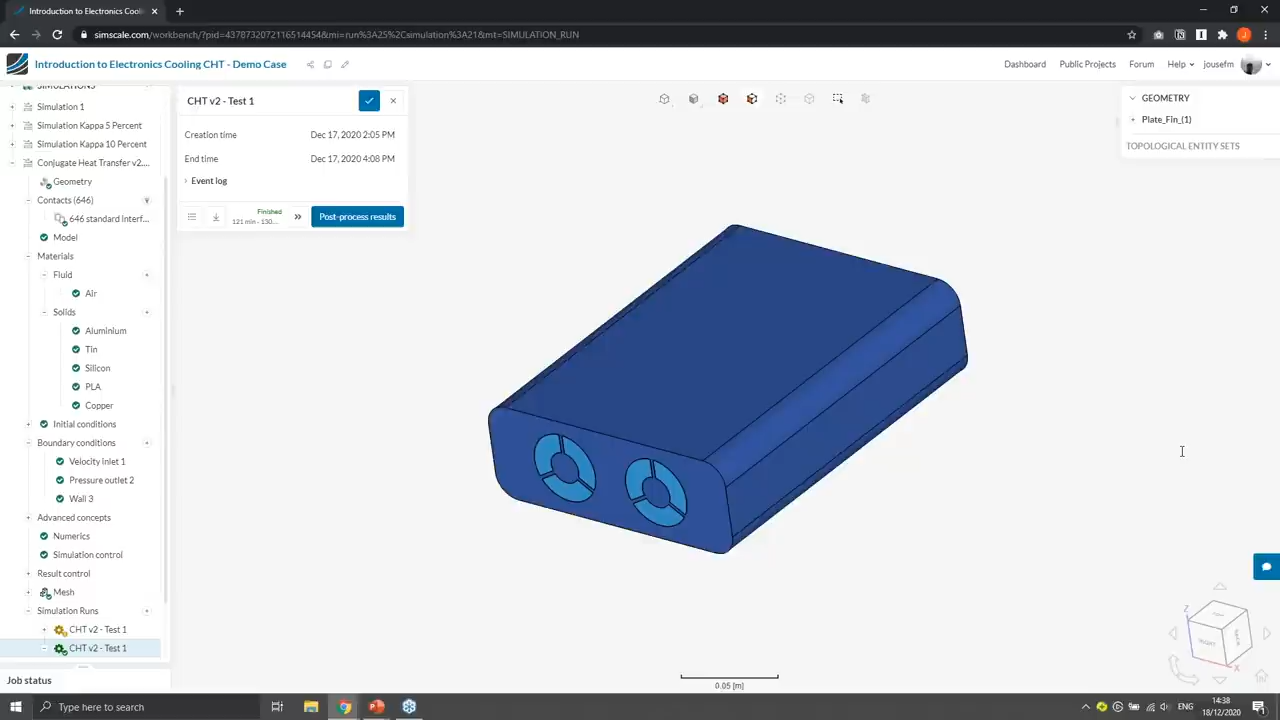 Introduction to Electronics Cooli
simscale.com/workbench/?pid=4378732072116514454&mi=run%3A25%2Csimulation%3A21&mt=SIMULATION_RUN
Introduction to Electronics Cooling CHT - Demo Case
Dashboard
Public Projects
Forum
Help
jousefm
SIMULATIONS
Simulation 1
Simulation Kappa 5 Percent
Simulation Kappa 10 Percent
Conjugate Heat Transfer v2....
Geometry
Contacts (646)
646 standard interf...
Model
Materials
Fluid
Air
Solids
Aluminium
Tin
Silicon
PLA
Copper
Initial conditions
Boundary conditions
Velocity inlet 1
Pressure outlet 2
Wall 3
Advanced concepts
Numerics
Simulation control
Result control
Mesh
Simulation Runs
CHT v2 - Test 1
CHT v2 - Test 1
Job status
CHT v2 - Test 1
Creation time
Dec 17, 2020 2:05 PM
End time
Dec 17, 2020 4:08 PM
Event log
Finished
121 min - 130...
Post-process results
GEOMETRY
Plate_Fin_(1)
TOPOLOGICAL ENTITY SETS
0.05 [m]
Z
X
Type here to search
ENG
14:38
18/12/2020